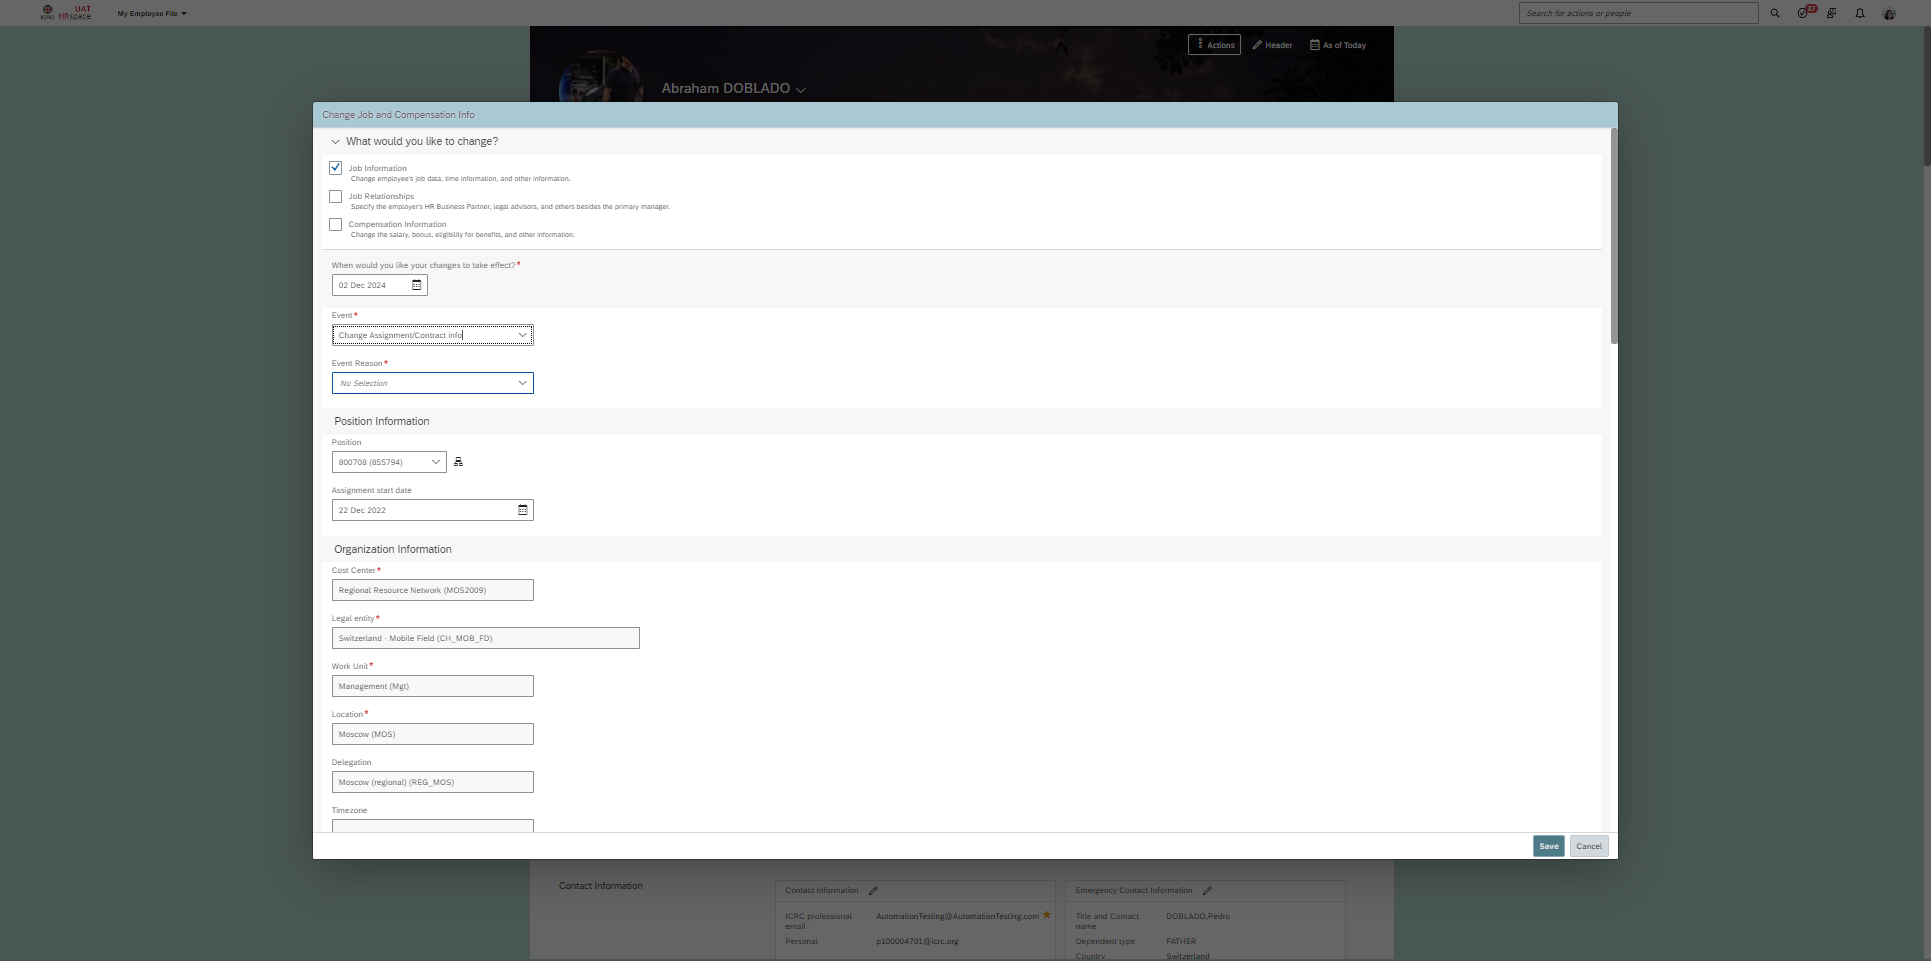 ICRC UAT HRspace
My Employee File
Search for actions or people
37
Actions
Header
As of Today
Abraham DOBLADO
Change Job and Compensation Info
What would you like to change?
Job Information
Change employee's job data, time information, and other information.
Job Relationships
Specify the employer's HR Business Partner, legal advisors, and others besides the primary manager.
Compensation Information
Change the salary, bonus, eligibility for benefits, and other information.
When would you like your changes to take effect?*
02 Dec 2024
Event*
Change Assignment/Contract info
Event Reason*
No Selection
Position Information
Position
800708 (855794)
Assignment start date
22 Dec 2022
Organization Information
Cost Center*
Regional Resource Network (MOS2009)
Legal entity*
Switzerland - Mobile Field (CH_MOB_FD)
Work Unit*
Management (Mgt)
Location*
Moscow (MOS)
Delegation
Moscow (regional) (REG_MOS)
Timezone
Save
Cancel
Contact Information
Contact Information
ICRC professional email
AutomationTesting@AutomationTesting.com
Personal
p100004701@icrc.org
Emergency Contact Information
Title and Contact name
DOBLADO,Pedro
Dependent type
FATHER
Country
Switzerland